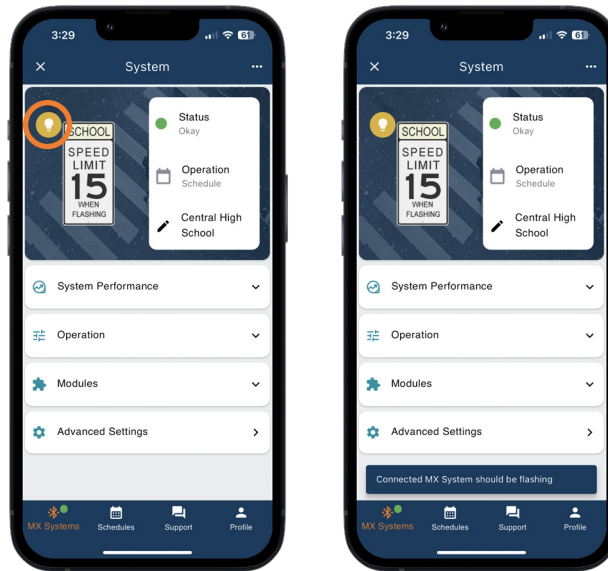 3:29
61
System
SCHOOL
SPEED
LIMIT
15
WHEN
FLASHING
Status
Okay
Operation
Schedule
Central High
School
System Performance
Operation
Modules
Advanced Settings
MX Systems
Schedules
Support
Profile
3:29
61
System
SCHOOL
SPEED
LIMIT
15
WHEN
FLASHING
Status
Okay
Operation
Schedule
Central High
School
System Performance
Operation
Modules
Advanced Settings
Connected MX System should be flashing
MX Systems
Schedules
Support
Profile